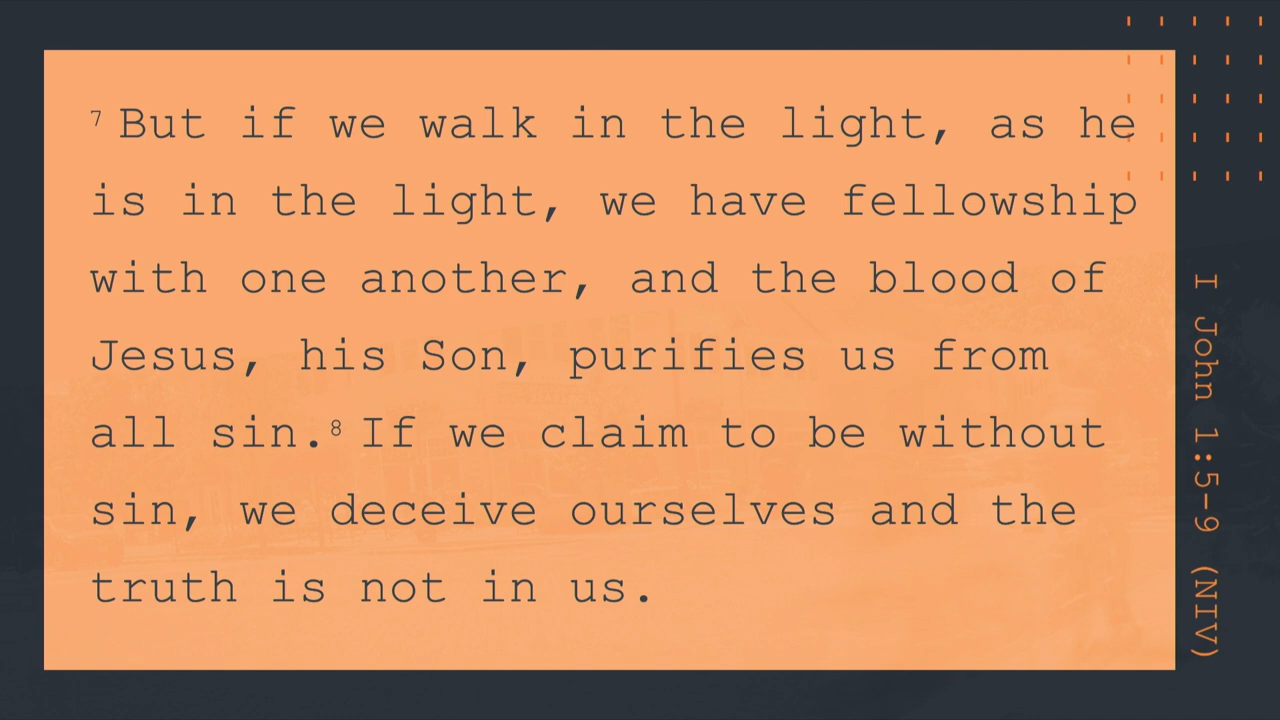 ⁷ But if we walk in the light, as he
is in the light, we have fellowship
with one another, and the blood of
Jesus, his Son, purifies us from
all sin.⁸ If we claim to be without
sin, we deceive ourselves and the
truth is not in us.
I John 1:5-9 (NIV)